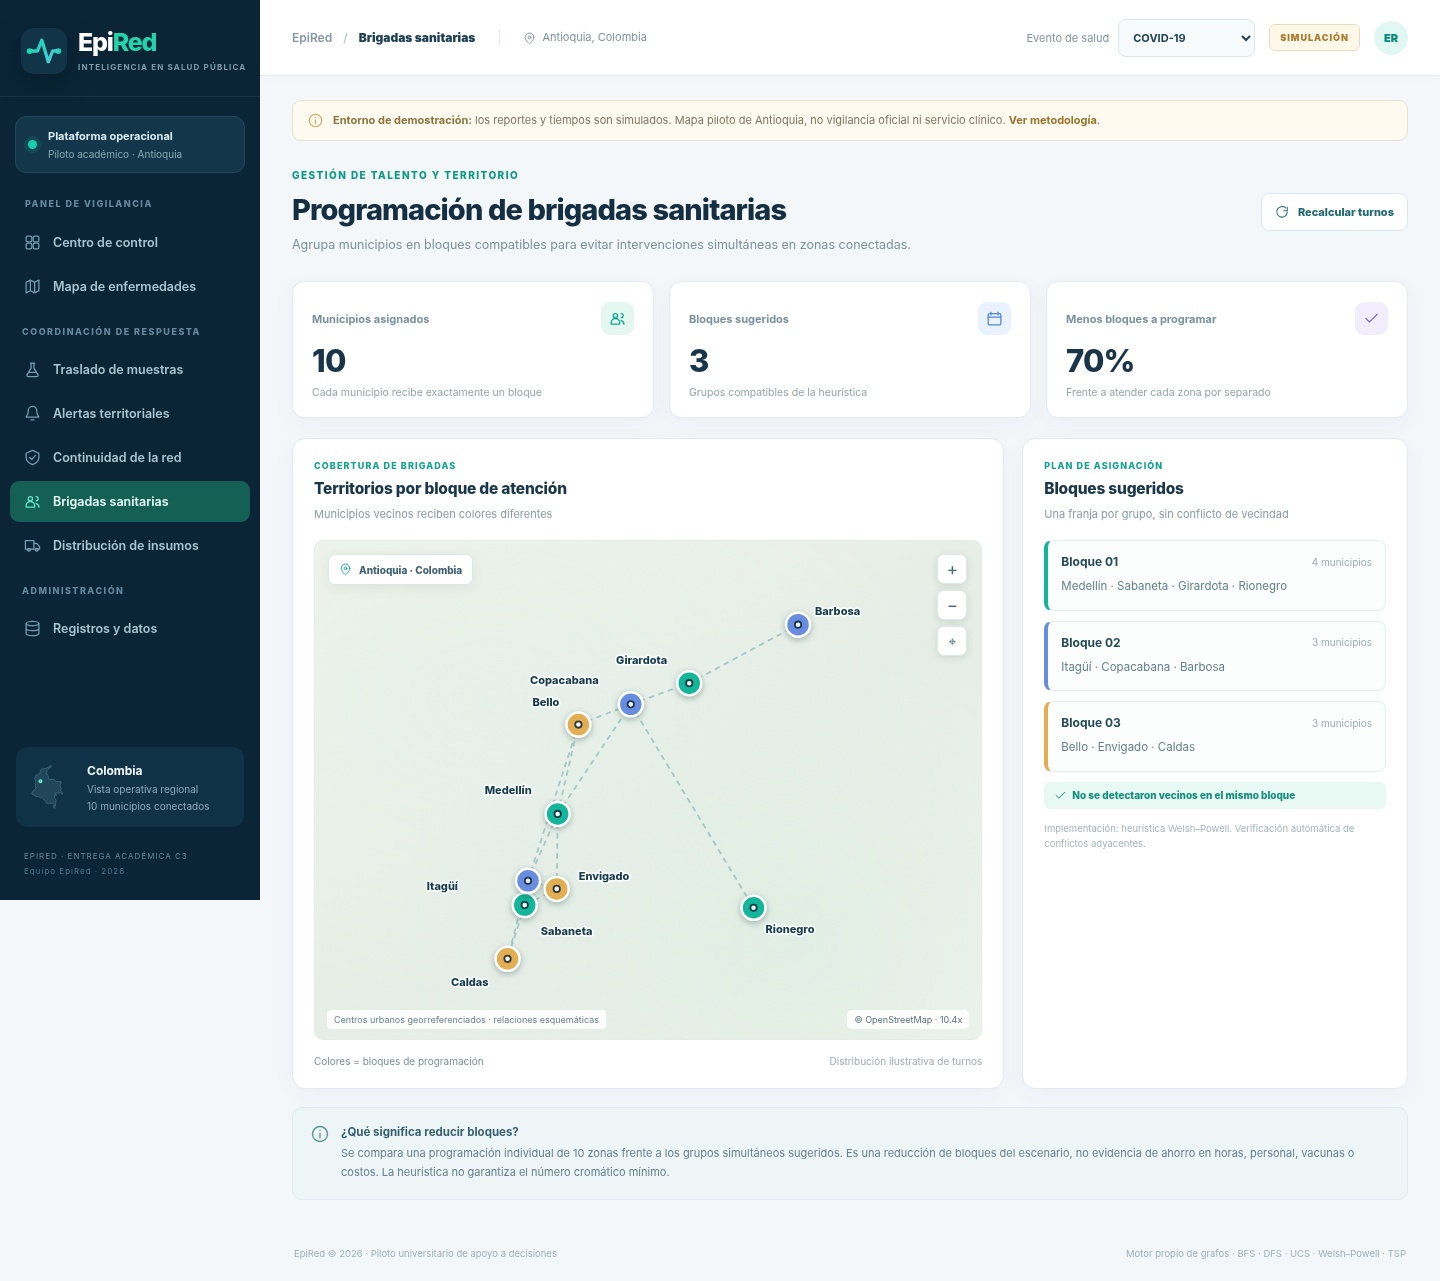 EpiRed
INTELIGENCIA EN SALUD PÚBLICA
Plataforma operacional
Piloto académico · Antioquia
PANEL DE VIGILANCIA
Centro de control
Mapa de enfermedades
COORDINACIÓN DE RESPUESTA
Traslado de muestras
Alertas territoriales
Continuidad de la red
Brigadas sanitarias
Distribución de insumos
ADMINISTRACIÓN
Registros y datos
Colombia
Vista operativa regional
10 municipios conectados
EPIRED · ENTREGA ACADÉMICA C3
Equipo EpiRed · 2026
EpiRed / Brigadas sanitarias
Antioquia, Colombia
Evento de salud
COVID-19
SIMULACIÓN
ER
Entorno de demostración: los reportes y tiempos son simulados. Mapa piloto de Antioquia, no vigilancia oficial ni servicio clínico. Ver metodología.
GESTIÓN DE TALENTO Y TERRITORIO
Programación de brigadas sanitarias
Agrupa municipios en bloques compatibles para evitar intervenciones simultáneas en zonas conectadas.
Recalcular turnos
Municipios asignados
10
Cada municipio recibe exactamente un bloque
Bloques sugeridos
3
Grupos compatibles de la heurística
Menos bloques a programar
70%
Frente a atender cada zona por separado
COBERTURA DE BRIGADAS
Territorios por bloque de atención
Municipios vecinos reciben colores diferentes
Antioquia · Colombia
+
−
⌖
Barbosa
Girardota
Copacabana
Bello
Medellín
Itagüí
Envigado
Sabaneta
Rionegro
Caldas
Centros urbanos georreferenciados · relaciones esquemáticas
© OpenStreetMap · 10.4x
Colores = bloques de programación
Distribución ilustrativa de turnos
PLAN DE ASIGNACIÓN
Bloques sugeridos
Una franja por grupo, sin conflicto de vecindad
Bloque 01
4 municipios
Medellín · Sabaneta · Girardota · Rionegro
Bloque 02
3 municipios
Itagüí · Copacabana · Barbosa
Bloque 03
3 municipios
Bello · Envigado · Caldas
No se detectaron vecinos en el mismo bloque
Implementación: heurística Welsh–Powell. Verificación automática de
conflictos adyacentes.
¿Qué significa reducir bloques?
Se compara una programación individual de 10 zonas frente a los grupos simultáneos sugeridos. Es una reducción de bloques del escenario, no evidencia de ahorro en horas, personal, vacunas o
costos. La heurística no garantiza el número cromático mínimo.
EpiRed © 2026 · Piloto universitario de apoyo a decisiones
Motor propio de grafos · BFS · DFS · UCS · Welsh–Powell · TSP